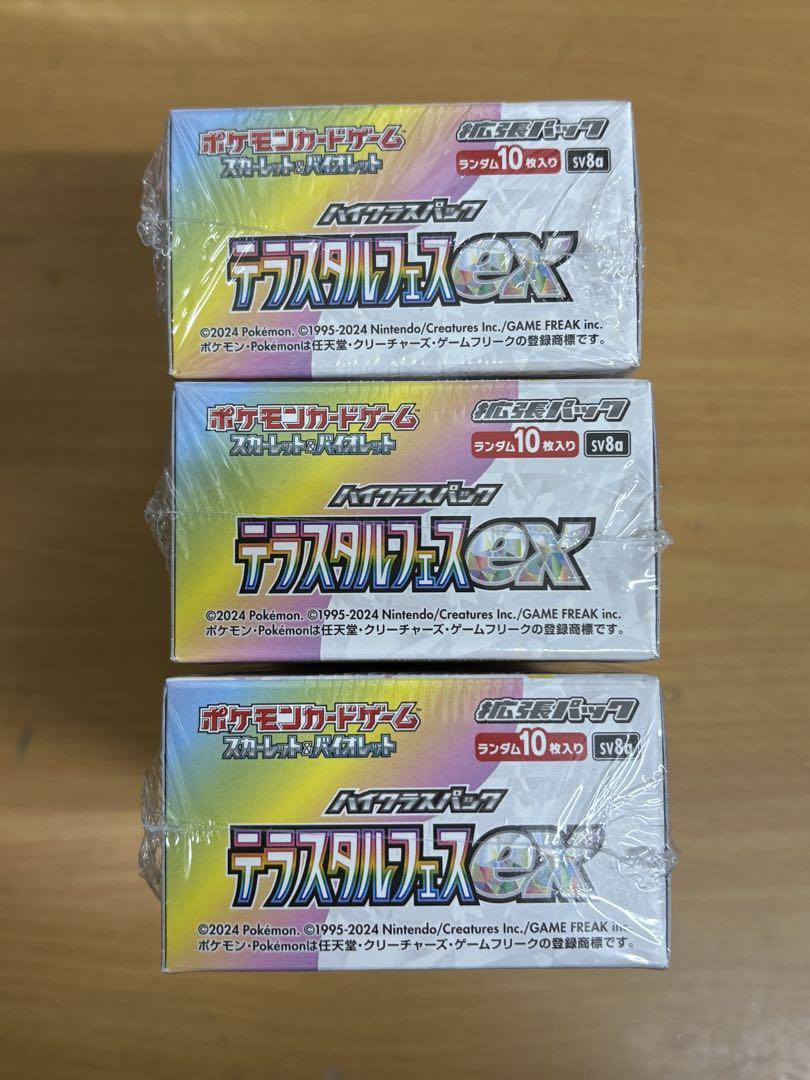 ポケモンカードゲーム 拡張パック
スカーレット&バイオレット ランダム10枚入り sv8a
ハイクラスパック
テラスタルフェスex
©2024 Pokémon. ©1995-2024 Nintendo/Creatures Inc./GAME FREAK inc.
ポケモン・Pokémonは任天堂・クリーチャーズ・ゲームフリークの登録商標です。
ポケモンカードゲーム 拡張パック
スカーレット&バイオレット ランダム10枚入り sv8a
ハイクラスパック
テラスタルフェスex
©2024 Pokémon. ©1995-2024 Nintendo/Creatures Inc./GAME FREAK inc.
ポケモン・Pokémonは任天堂・クリーチャーズ・ゲームフリークの登録商標です。
ポケモンカードゲーム 拡張パック
スカーレット&バイオレット ランダム10枚入り sv8a
ハイクラスパック
テラスタルフェスex
©2024 Pokémon. ©1995-2024 Nintendo/Creatures Inc./GAME FREAK inc.
ポケモン・Pokémonは任天堂・クリーチャーズ・ゲームフリークの登録商標です。